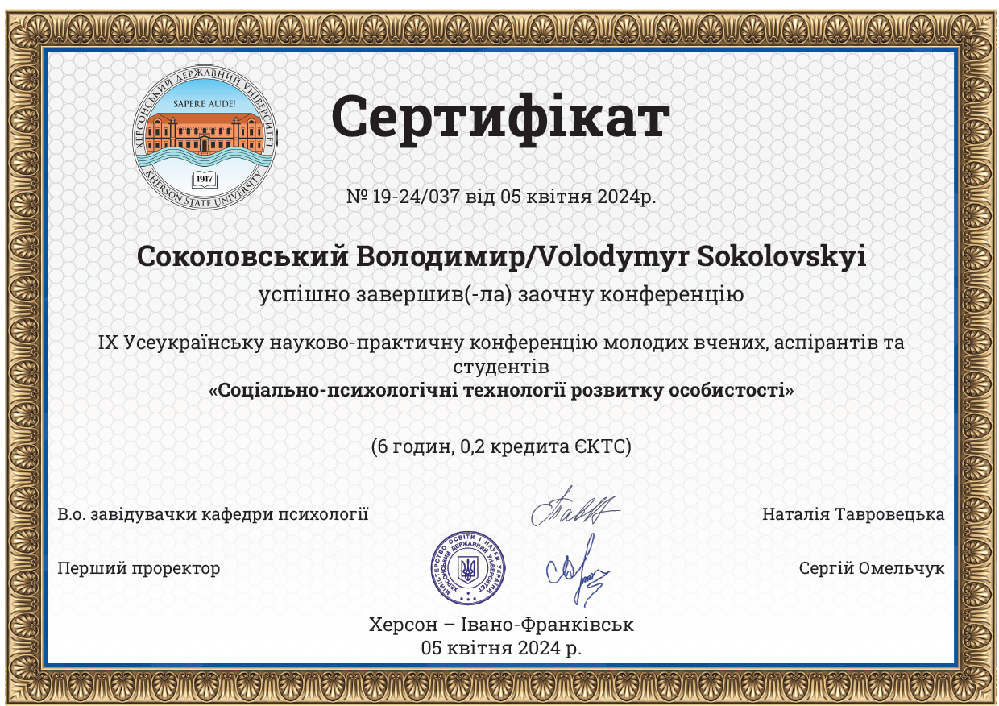 ХЕРСОНСЬКИЙ ДЕРЖАВНИЙ УНІВЕРСИТЕТ
SAPERE AUDE!
1917
KHERSON STATE UNIVERSITY
Сертифікат
№ 19-24/037 від 05 квітня 2024р.
Соколовський Володимир/Volodymyr Sokolovskyi
успішно завершив(-ла) заочну конференцію
IX Усеукраїнську науково-практичну конференцію молодих вчених, аспірантів та
студентів
«Соціально-психологічні технології розвитку особистості»
(6 годин, 0,2 кредита ЄКТС)
В.о. завідувачки кафедри психології
Наталія Тавровецька
МІНІСТЕРСТВО ОСВІТИ І НАУКИ УКРАЇНИ
ХЕРСОНСЬКИЙ ДЕРЖАВНИЙ УНІВЕРСИТЕТ
Перший проректор
Сергій Омельчук
Херсон – Івано-Франківськ
05 квітня 2024 р.